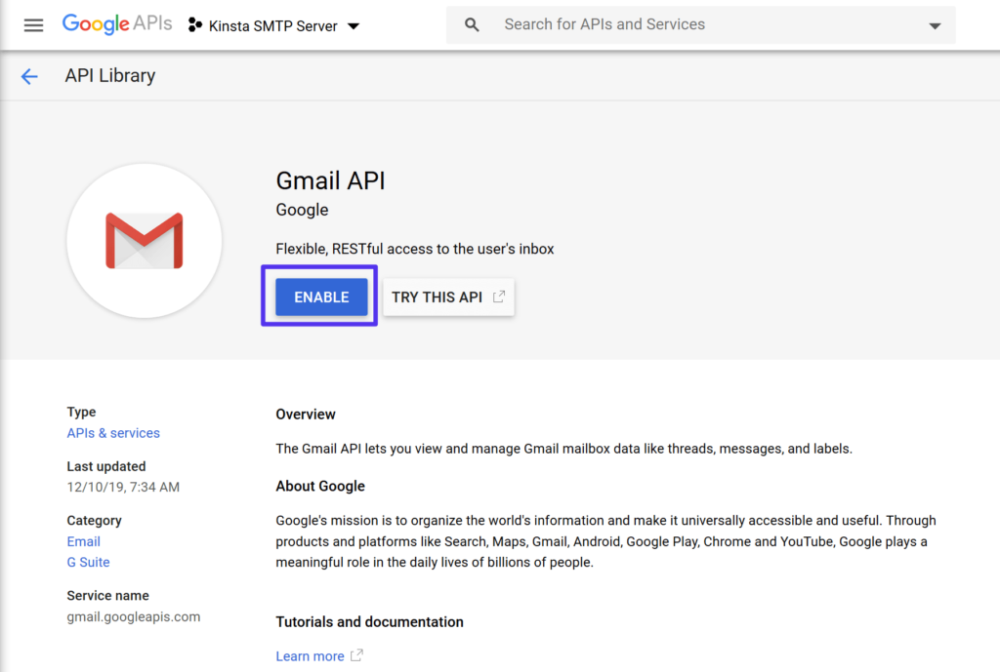 Google APIs
Kinsta SMTP Server
Search for APIs and Services
API Library
Gmail API
Google
Flexible, RESTful access to the user's inbox
ENABLE
TRY THIS API
Type
APIs & services
Last updated
12/10/19, 7:34 AM
Category
Email
G Suite
Service name
gmail.googleapis.com
Overview
The Gmail API lets you view and manage Gmail mailbox data like threads, messages, and labels.
About Google
Google's mission is to organize the world's information and make it universally accessible and useful. Through
products and platforms like Search, Maps, Gmail, Android, Google Play, Chrome and YouTube, Google plays a
meaningful role in the daily lives of billions of people.
Tutorials and documentation
Learn more